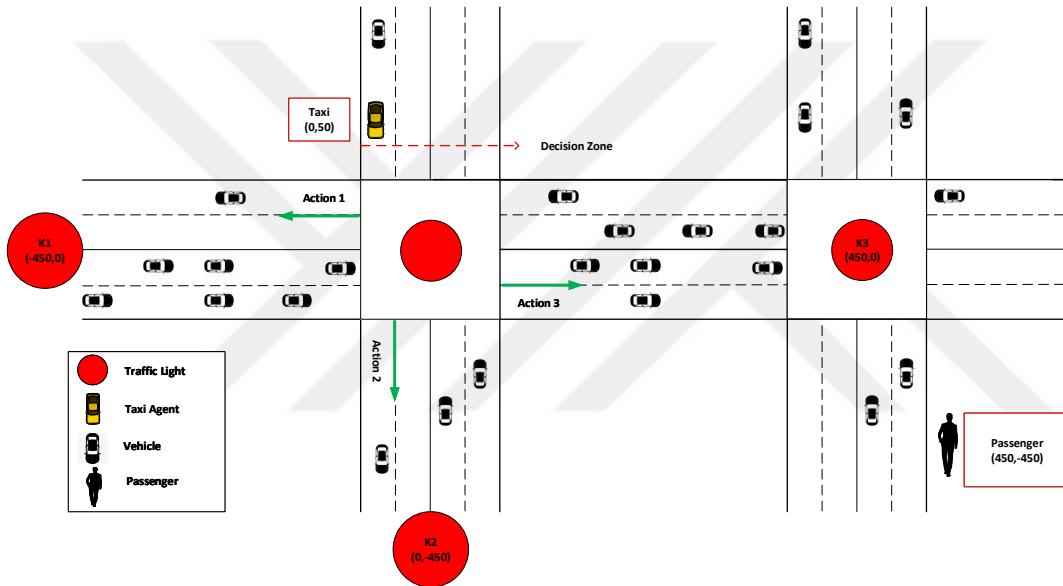 Taxi
(0,50)
Decision Zone
Action 1
K1
(-450,0)
K3
(450,0)
Action 3
Action 2
Traffic Light
Taxi Agent
Vehicle
Passenger
Passenger
(450,-450)
K2
(0,-450)